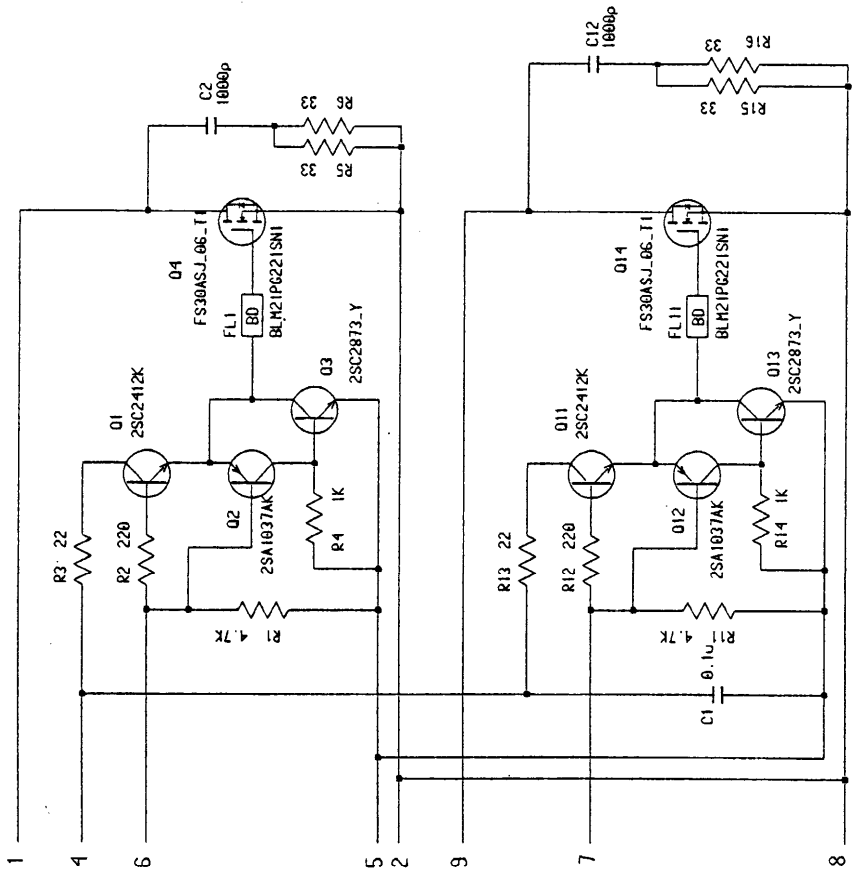 C2
1000p
33
R6
33
R5
Q4
FS30ASJ_06_T1
FL1
BD
BLM21PG221SN1
Q1
2SC2412K
Q3
2SC2873_Y
R3
22
R2
220
Q2
2SA1037AK
R4
1K
R1
4.7K
C12
1000p
33
R16
33
R15
Q14
FS30ASJ_06_T1
FL11
BD
BLM21PG221SN1
Q11
2SC2412K
Q13
2SC2873_Y
R13
22
R12
220
Q12
2SA1037AK
R14
1K
R11
4.7K
C1
0.1u
1
4
6
5
2
9
7
8